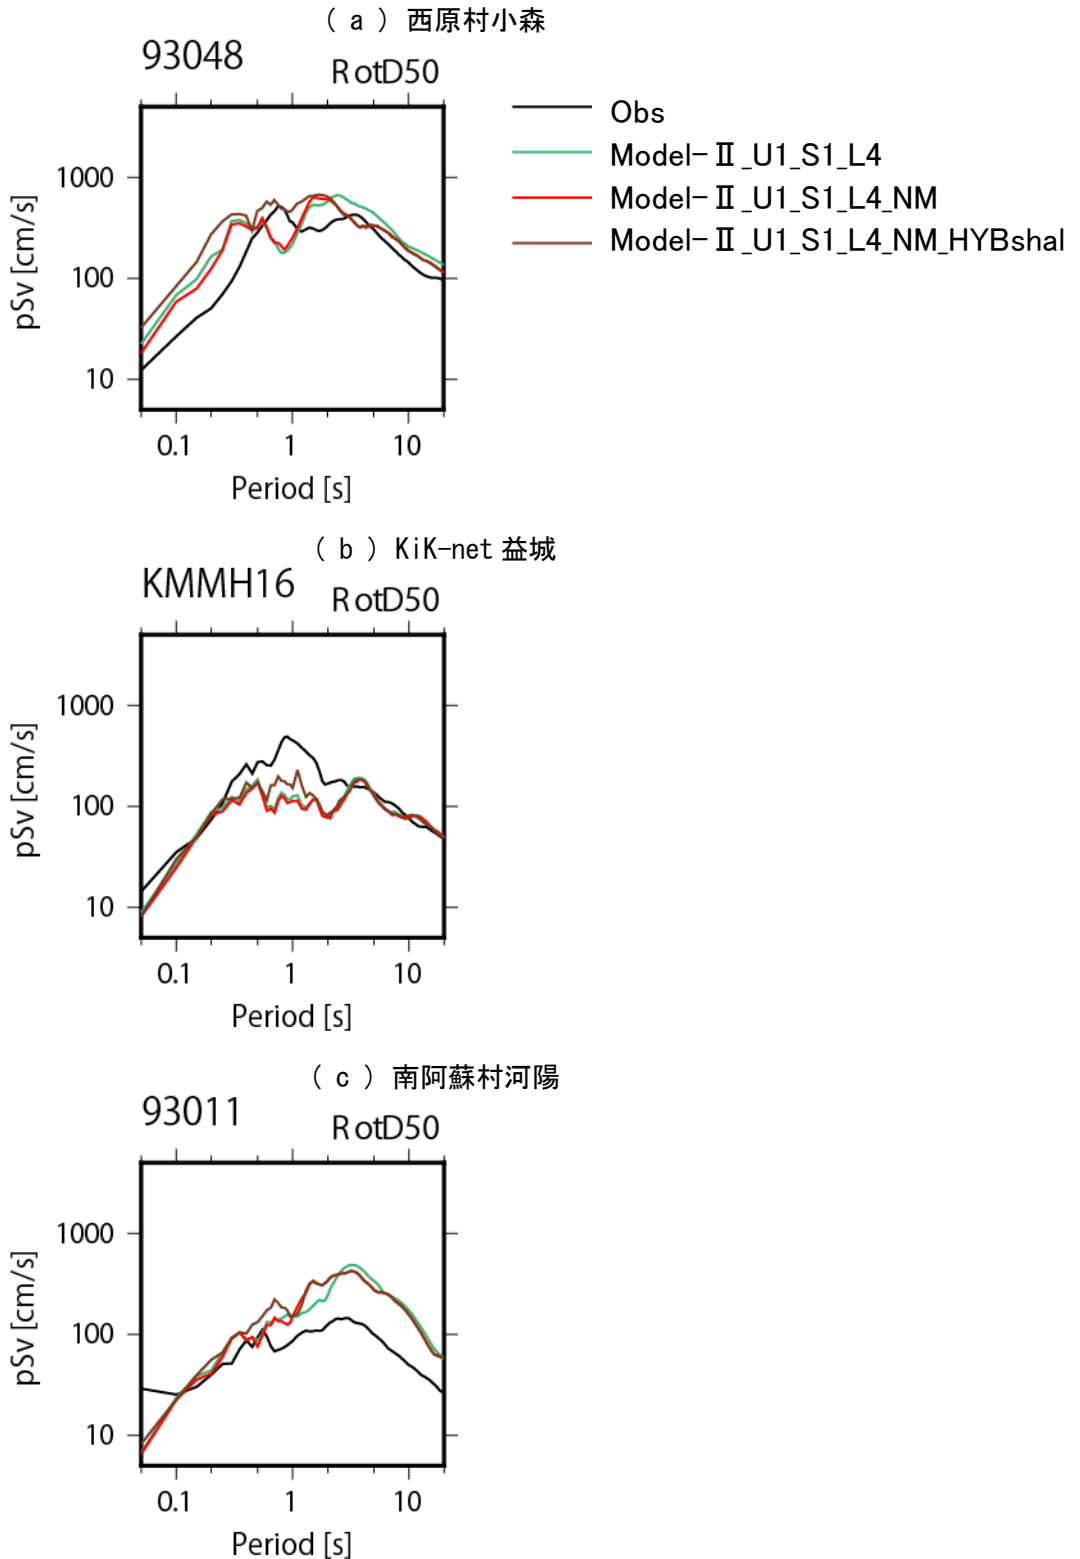 ( a ) 西原村小森
93048
RotD50
Obs
Model-Ⅱ_U1_S1_L4
Model-Ⅱ_U1_S1_L4_NM
Model-Ⅱ_U1_S1_L4_NM_HYBshal
pSv [cm/s]
1000
100
10
0.1 1 10
Period [s]
( b ) KiK-net 益城
KMMH16
RotD50
pSv [cm/s]
1000
100
10
0.1 1 10
Period [s]
( c ) 南阿蘇村河陽
93011
RotD50
pSv [cm/s]
1000
100
10
0.1 1 10
Period [s]